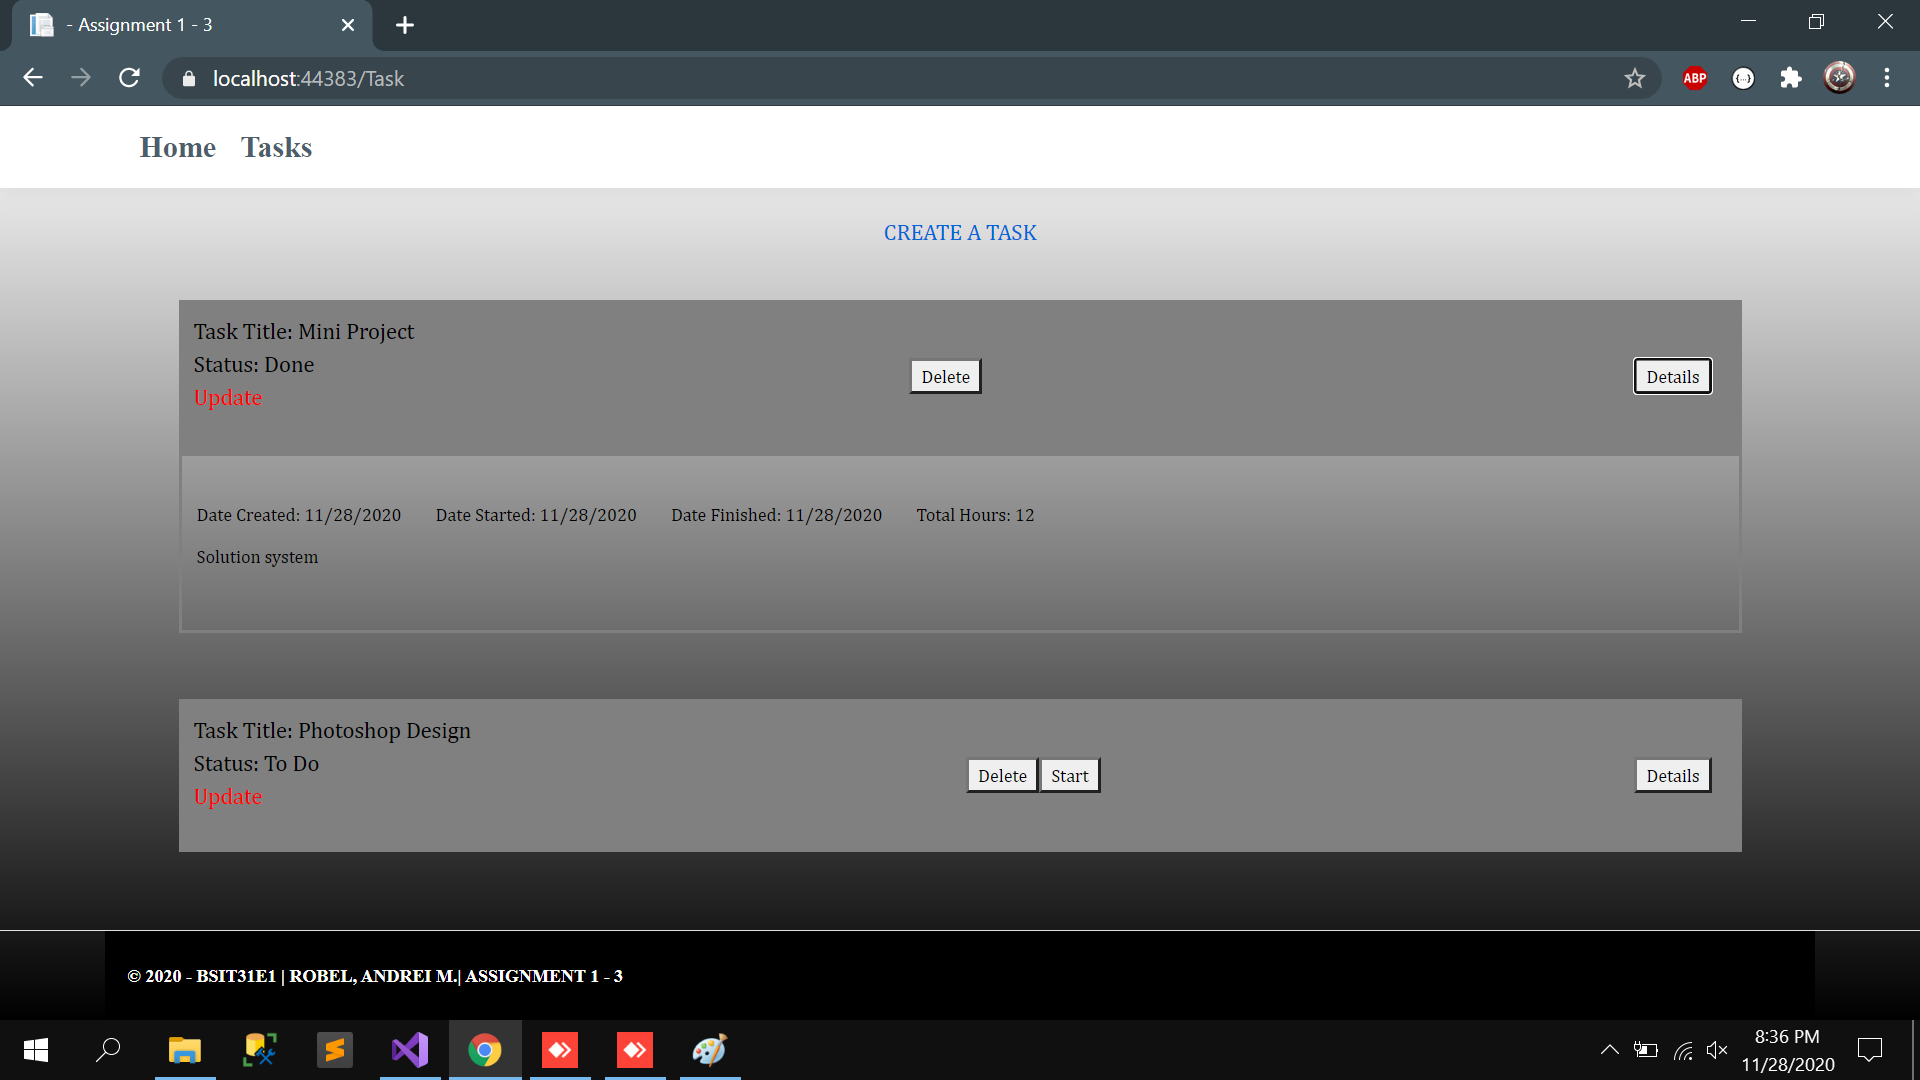 - Assignment 1 - 3
localhost:44383/Task
ABP
Home Tasks
CREATE A TASK
Task Title: Mini Project
Status: Done
Update
Delete
Details
Date Created: 11/28/2020 Date Started: 11/28/2020 Date Finished: 11/28/2020 Total Hours: 12
Solution system
Task Title: Photoshop Design
Status: To Do
Update
Delete Start
Details
© 2020 - BSIT31E1 | ROBEL, ANDREI M.| ASSIGNMENT 1 - 3
8:36 PM
11/28/2020